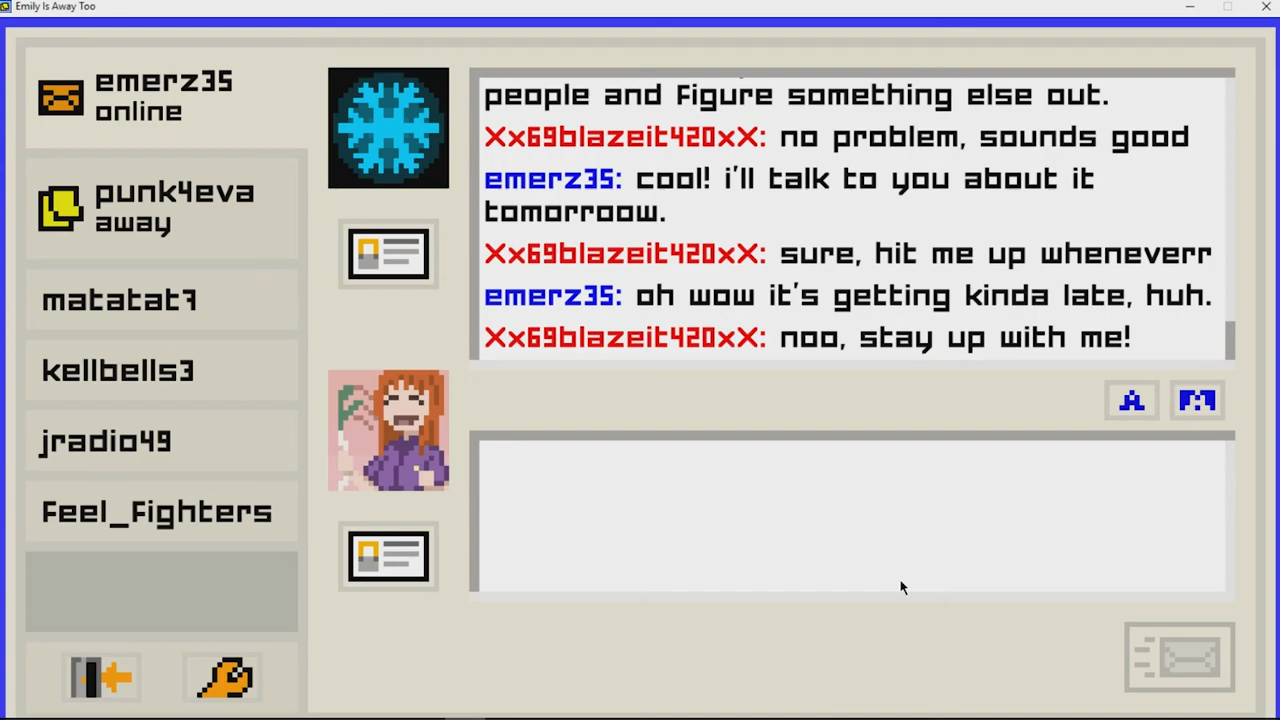 Emily Is Away Too
emerz35
online
punk4eva
away
matatat7
kellbells3
jradio49
Feel_Fighters
people and Figure something else out.
Xx69blazeit420xX: no problem, sounds good
emerz35: cool! i'll talk to you about it
tomorroow.
Xx69blazeit420xX: sure, hit me up wheneverr
emerz35: oh wow it's getting kinda late, huh.
Xx69blazeit420xX: noo, stay up with me!
A